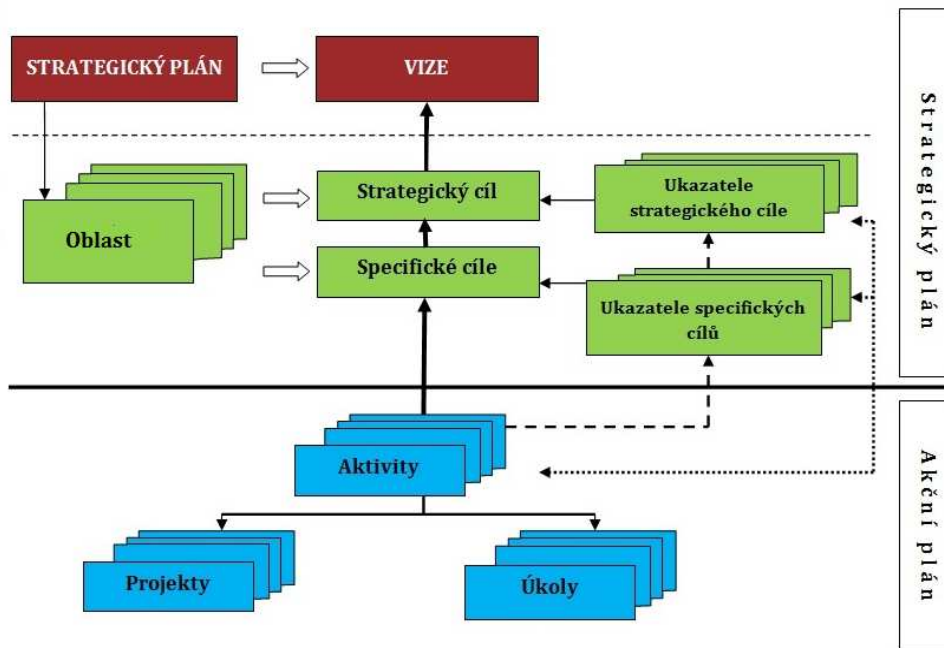 STRATEGICKÝ PLÁN
VIZE
Strategický cíl
Ukazatele
strategického cíle
Oblast
Specifické cíle
Ukazatele specifických
cílů
Strategický plán
Aktivity
Projekty
Úkoly
Akční plán